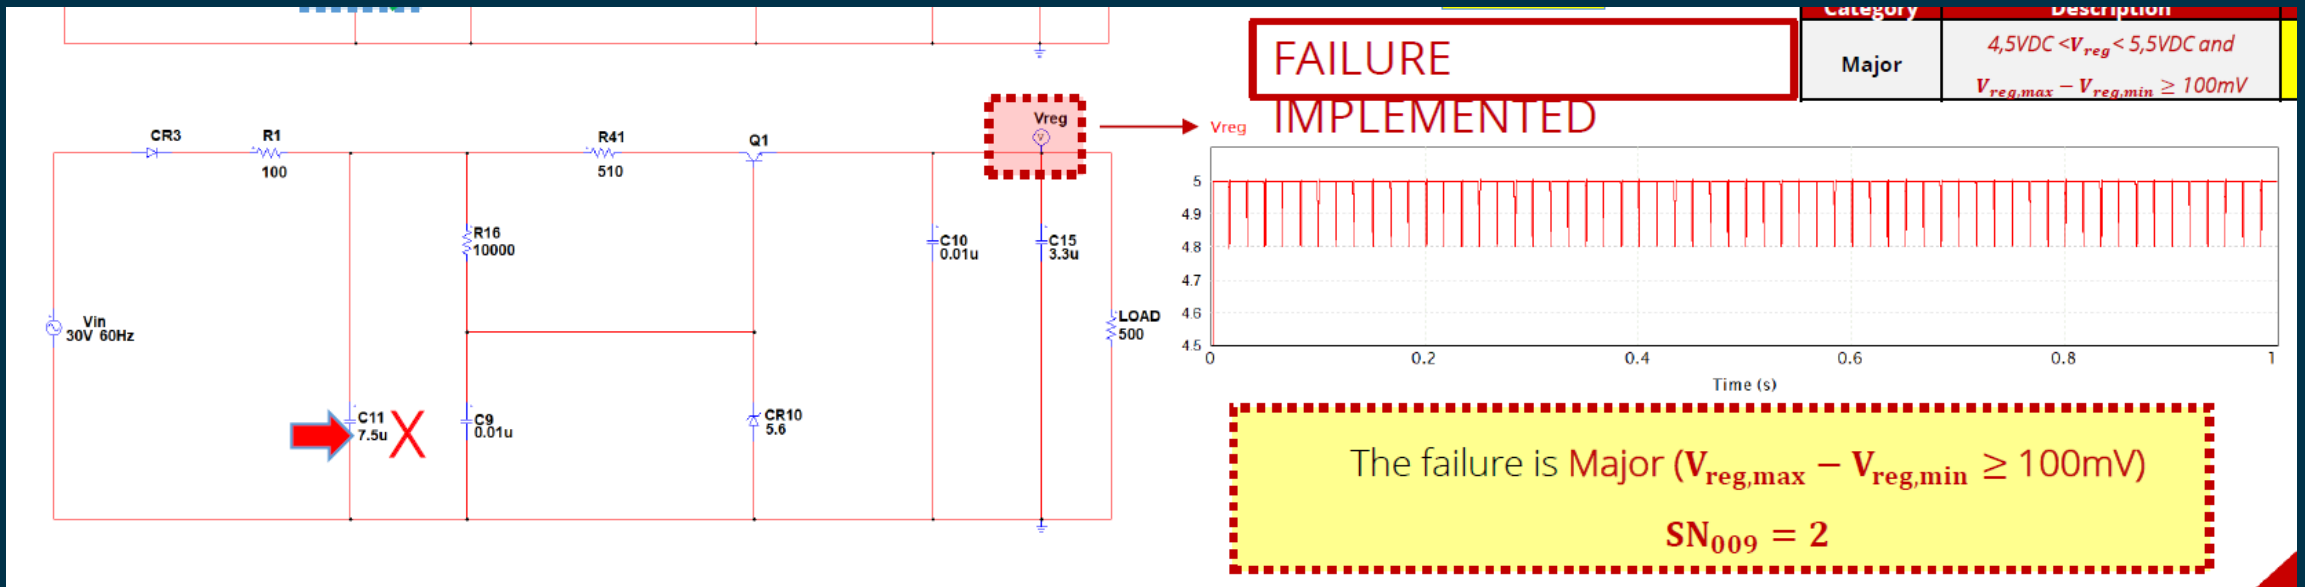 Category Description
FAILURE
IMPLEMENTED
Major
4,5VDC <Vreg< 5,5VDC and
Vreg,max − Vreg,min ≥ 100mV
CR3
R1
100
R41
510
Q1
Vreg
R16
10000
C10
0.01u
C15
3.3u
Vin
30V 60Hz
LOAD
500
C11
7.5u
X
C9
0.01u
CR10
5.6
Vreg
5
4.9
4.8
4.7
4.6
4.5
0 0.2 0.4 0.6 0.8 1
Time (s)
The failure is Major (Vreg,max − Vreg,min ≥ 100mV)
SN009 = 2